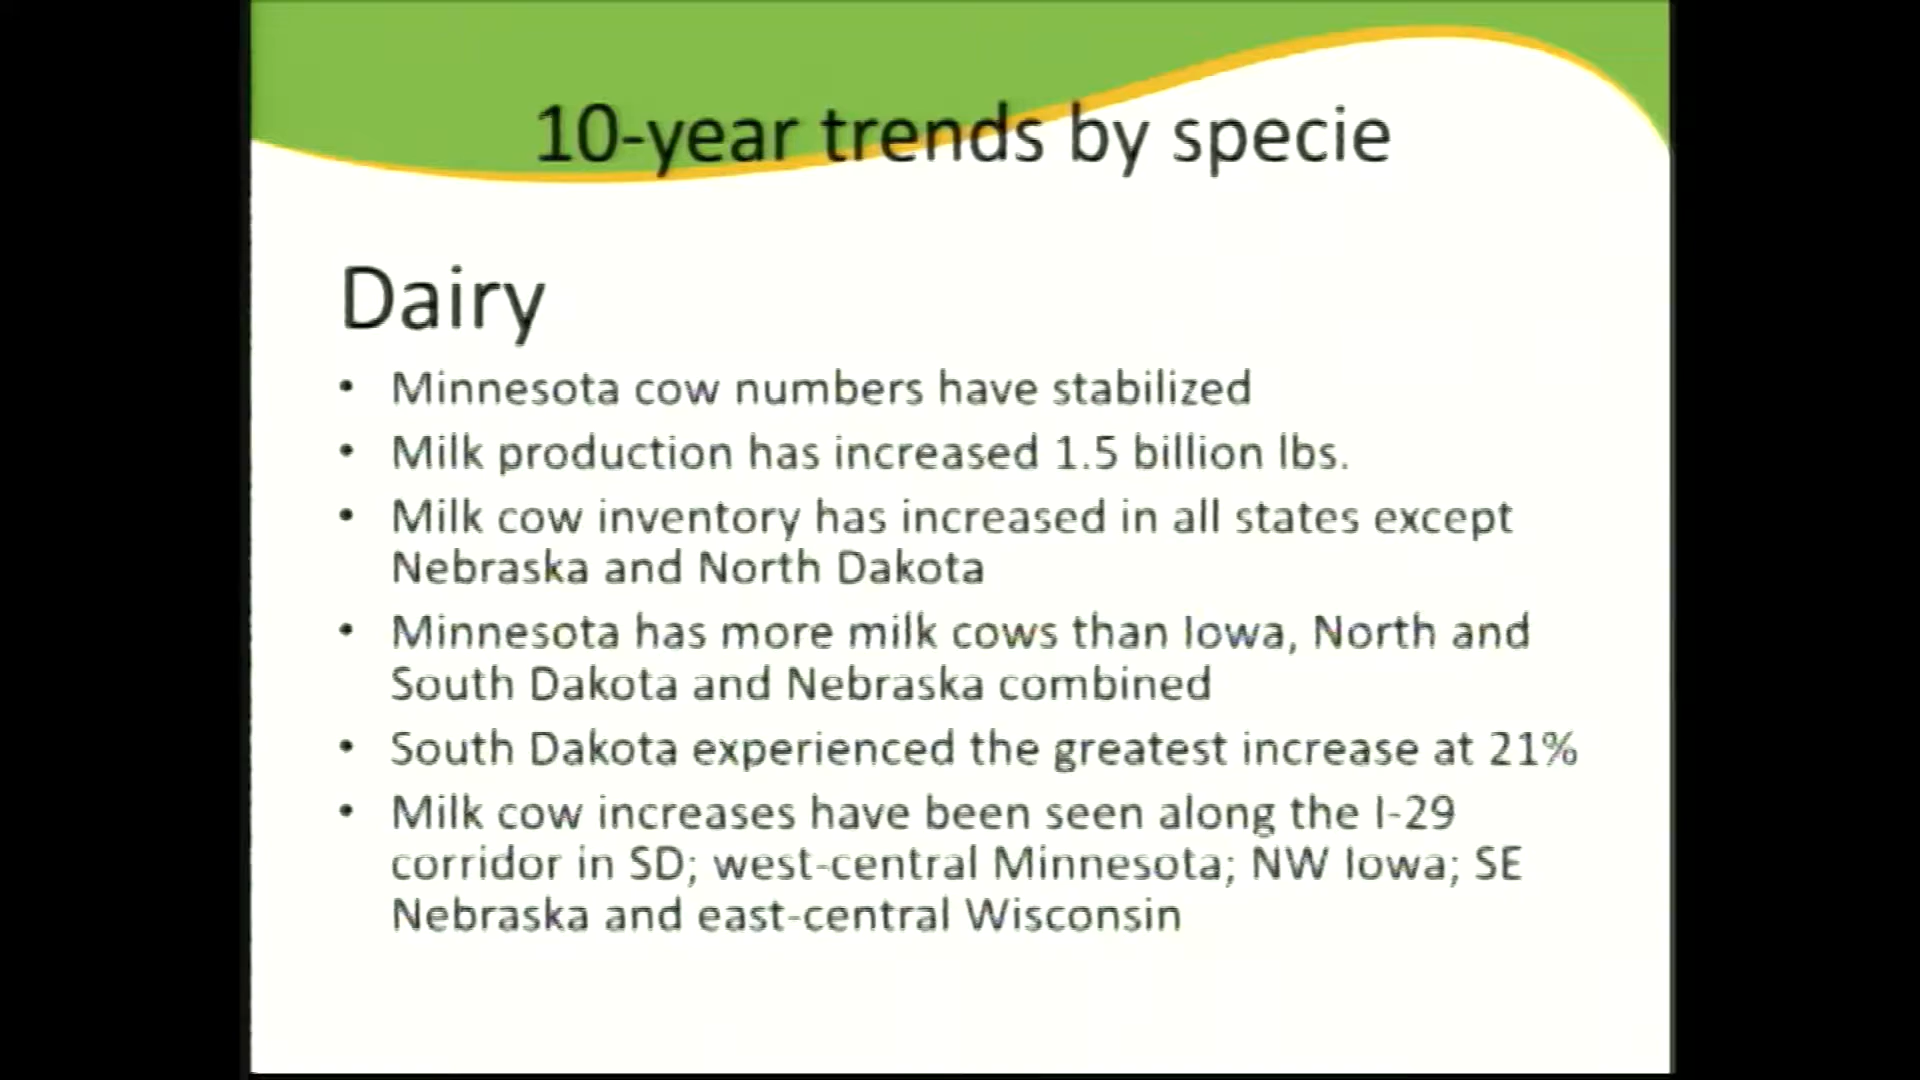 10-year trends by specie
Dairy
• Minnesota cow numbers have stabilized
• Milk production has increased 1.5 billion lbs.
• Milk cow inventory has increased in all states except
Nebraska and North Dakota
• Minnesota has more milk cows than Iowa, North and
South Dakota and Nebraska combined
• South Dakota experienced the greatest increase at 21%
• Milk cow increases have been seen along the I-29
corridor in SD; west-central Minnesota; NW Iowa; SE
Nebraska and east-central Wisconsin